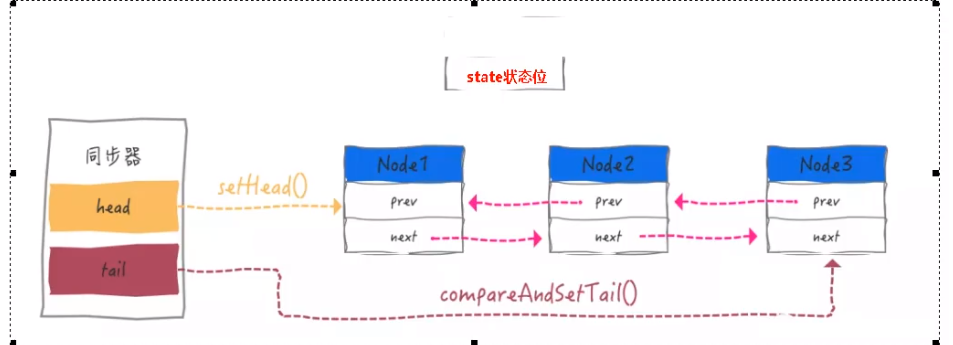 state状态位
同步器
head
tail
setHead()
Node1
prev
next
Node2
prev
next
Node3
prev
next
compareAndSetTail()